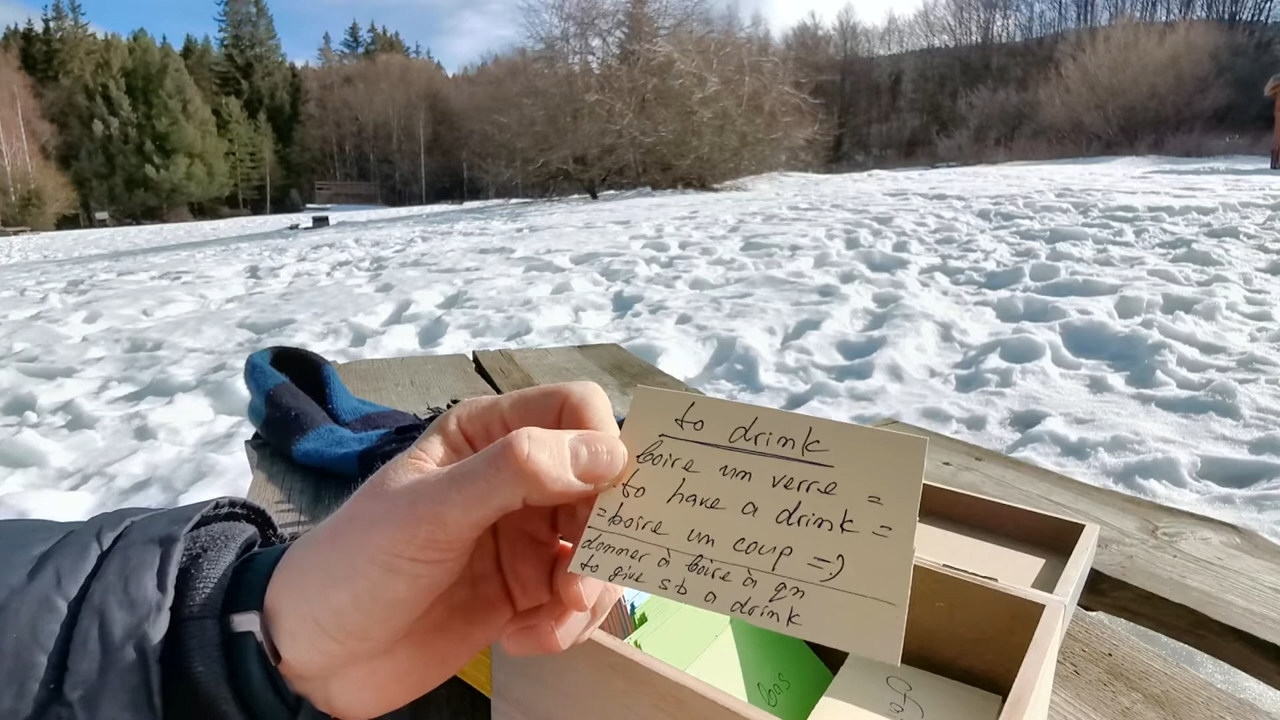 to drink
boire un verre =
to have a drink =
= boire un coup =)
donner à boire à qn
to give sb a drink